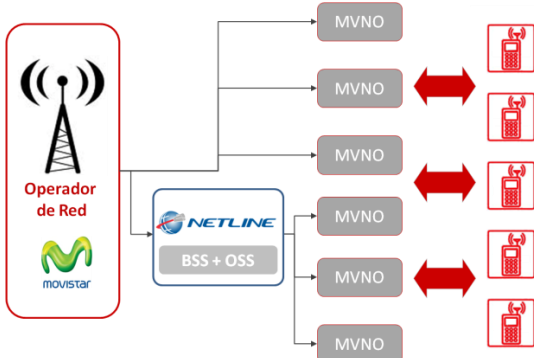 Operador
de Red
movistar
NETLINE
BSS + OSS
MVNO
MVNO
MVNO
MVNO
MVNO
MVNO